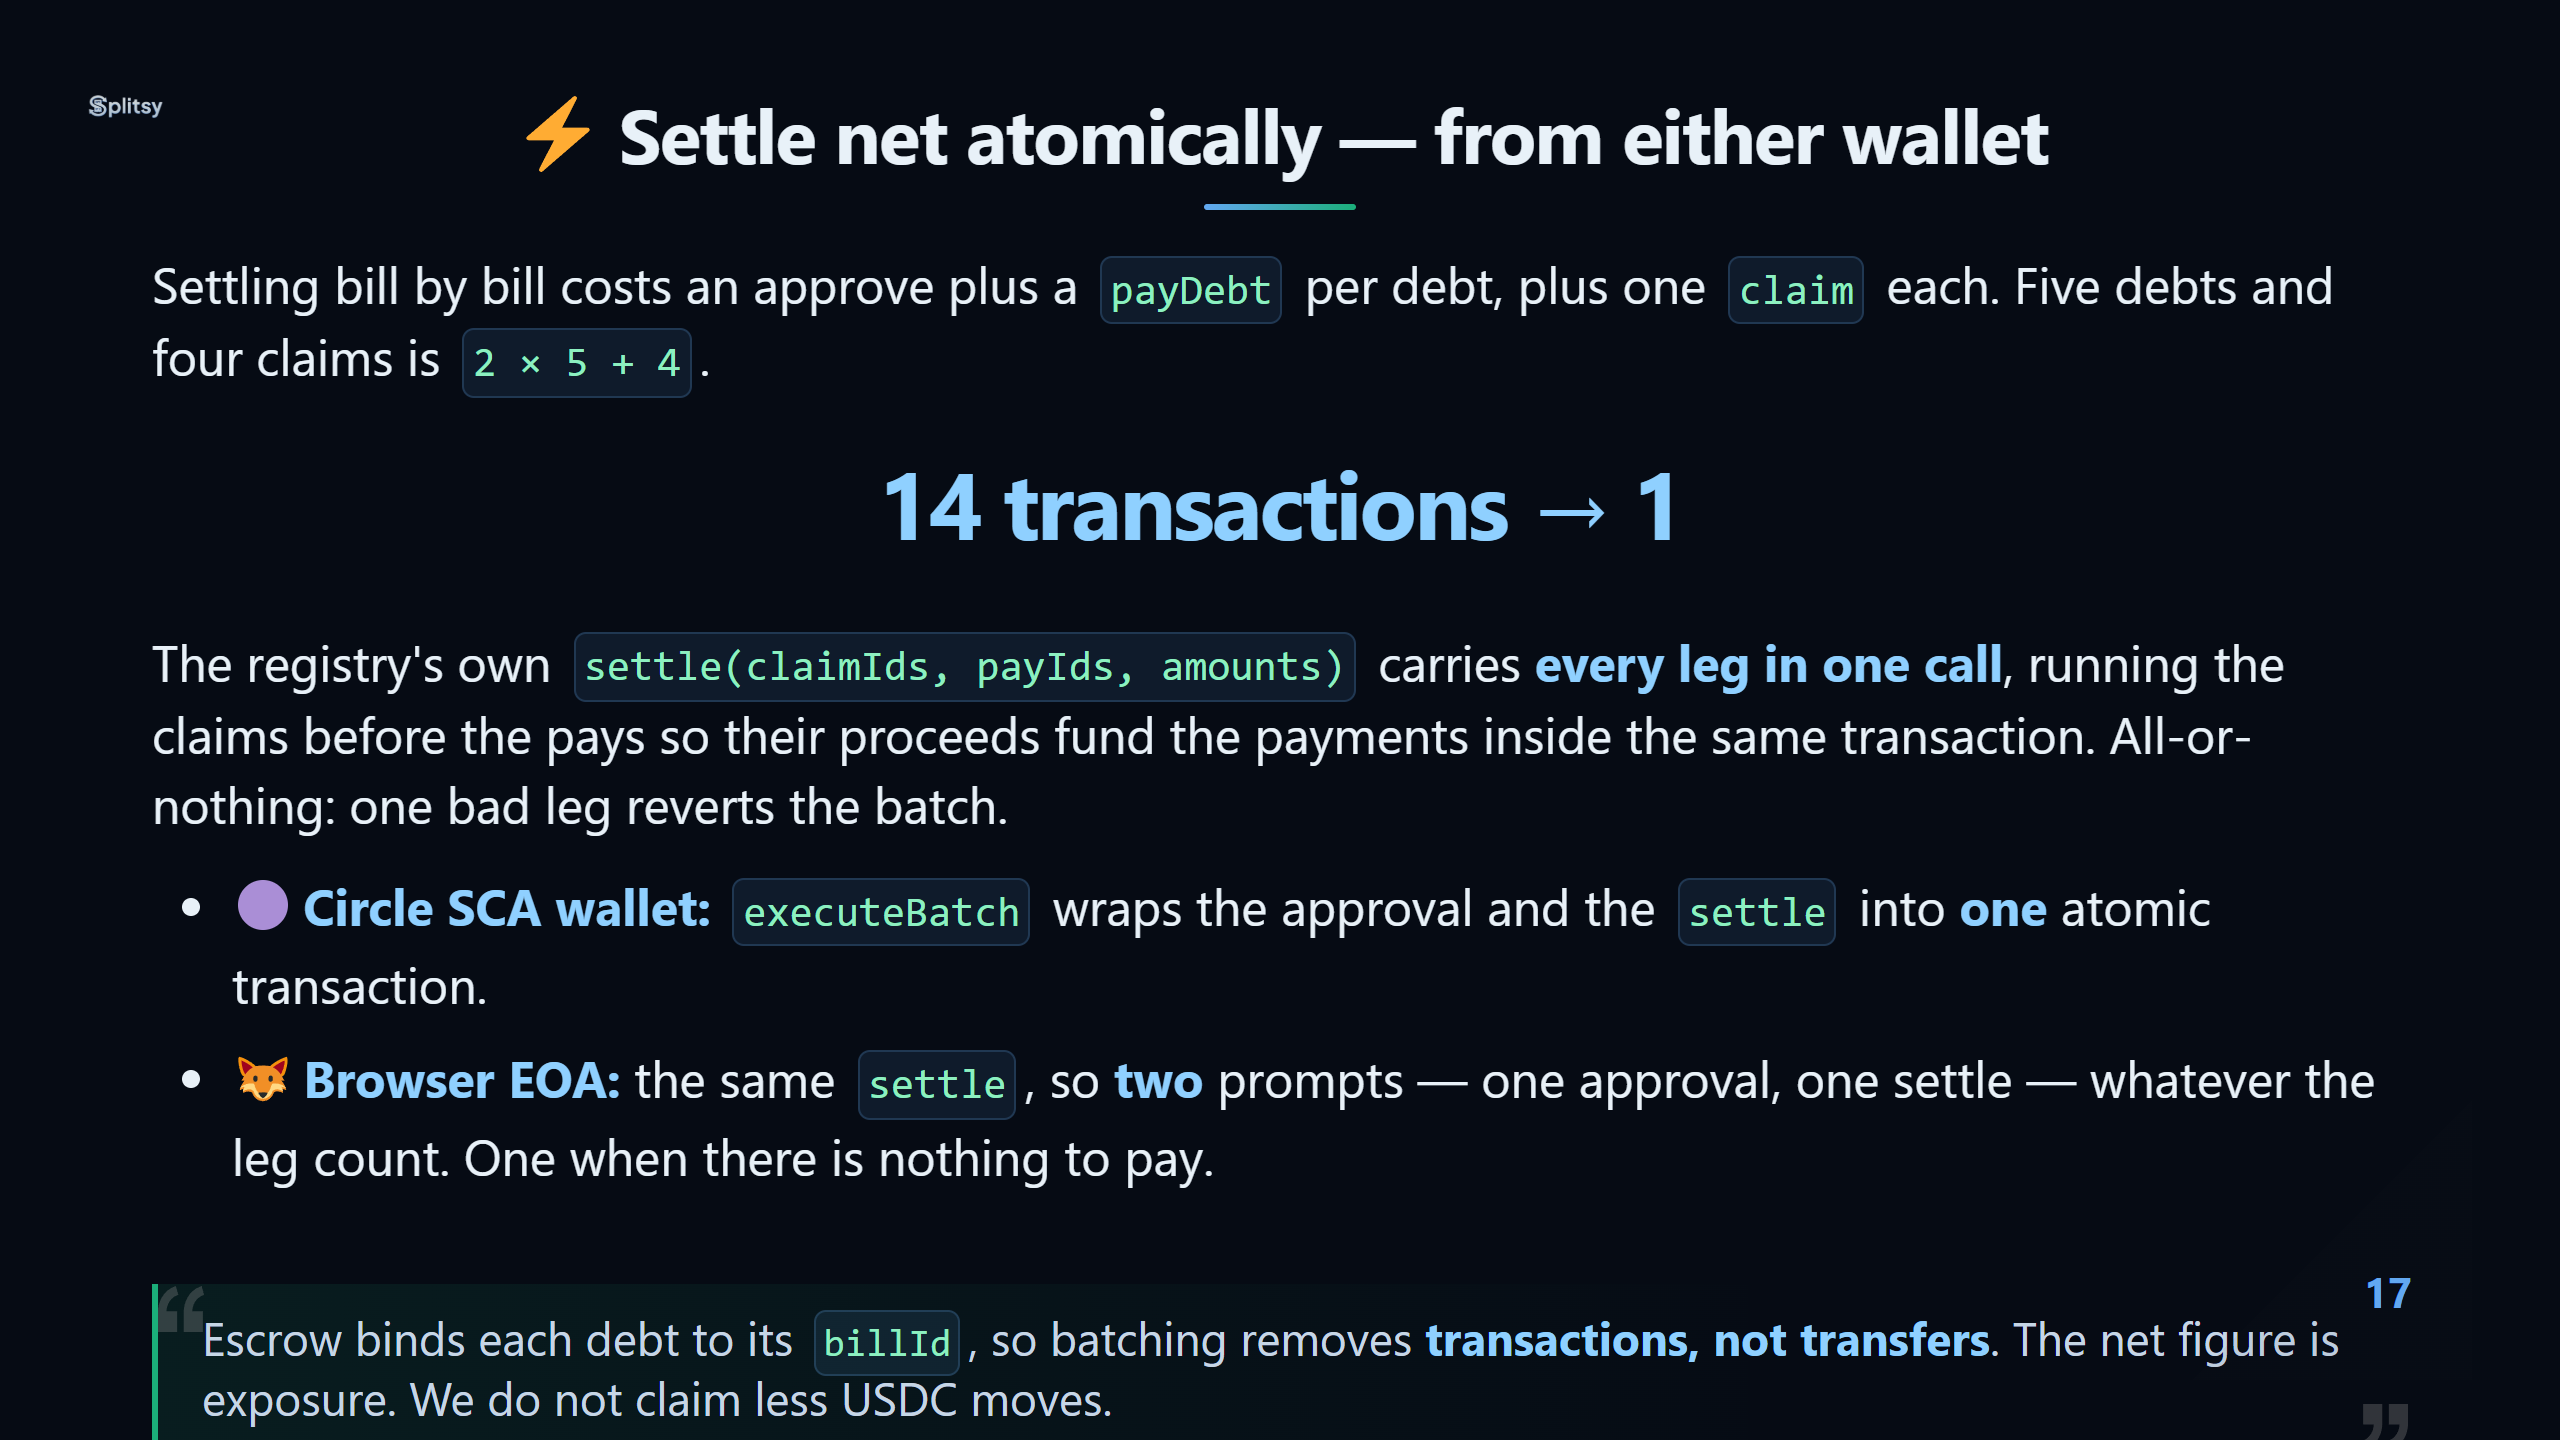 Splitsy
⚡ Settle net atomically — from either wallet
Settling bill by bill costs an approve plus a payDebt per debt, plus one claim each. Five debts and
four claims is 2 × 5 + 4.
14 transactions → 1
The registry's own settle(claimIds, payIds, amounts) carries every leg in one call, running the
claims before the pays so their proceeds fund the payments inside the same transaction. All-or-
nothing: one bad leg reverts the batch.
• 🟣 Circle SCA wallet: executeBatch wraps the approval and the settle into one atomic
transaction.
• 🦊 Browser EOA: the same settle, so two prompts — one approval, one settle — whatever the
leg count. One when there is nothing to pay.
17
“Escrow binds each debt to its billId, so batching removes transactions, not transfers. The net figure is
exposure. We do not claim less USDC moves.”